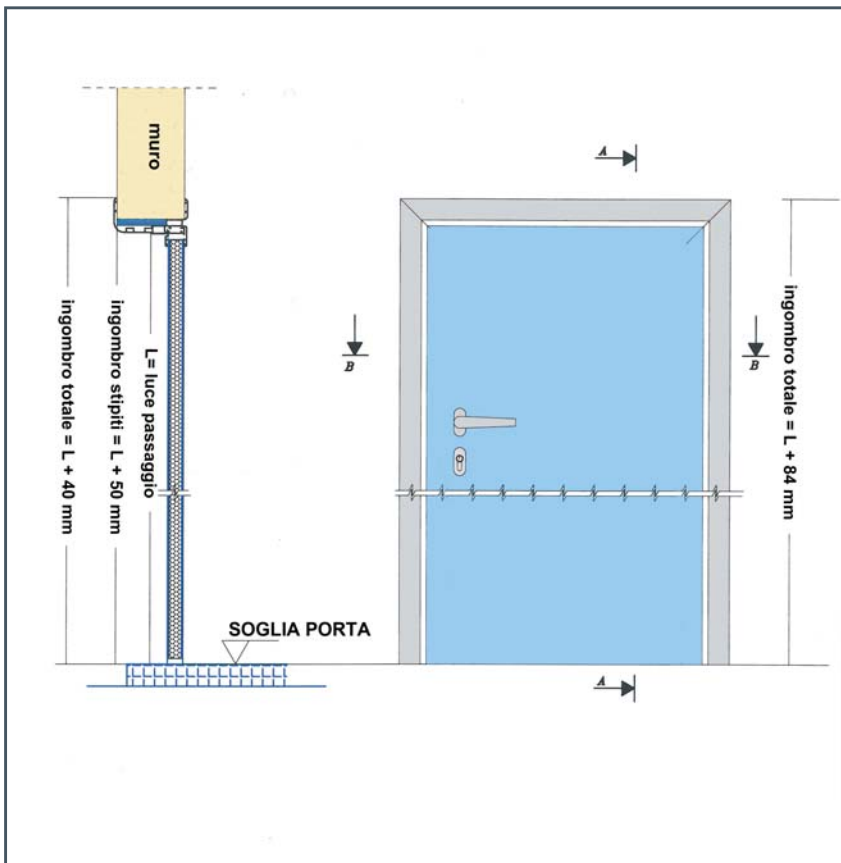 muro
A
ingombro totale = L + 40 mm
ingombro stipiti = L + 50 mm
L= luce passaggio
B
B
ingombro totale = L + 84 mm
SOGLIA PORTA
A